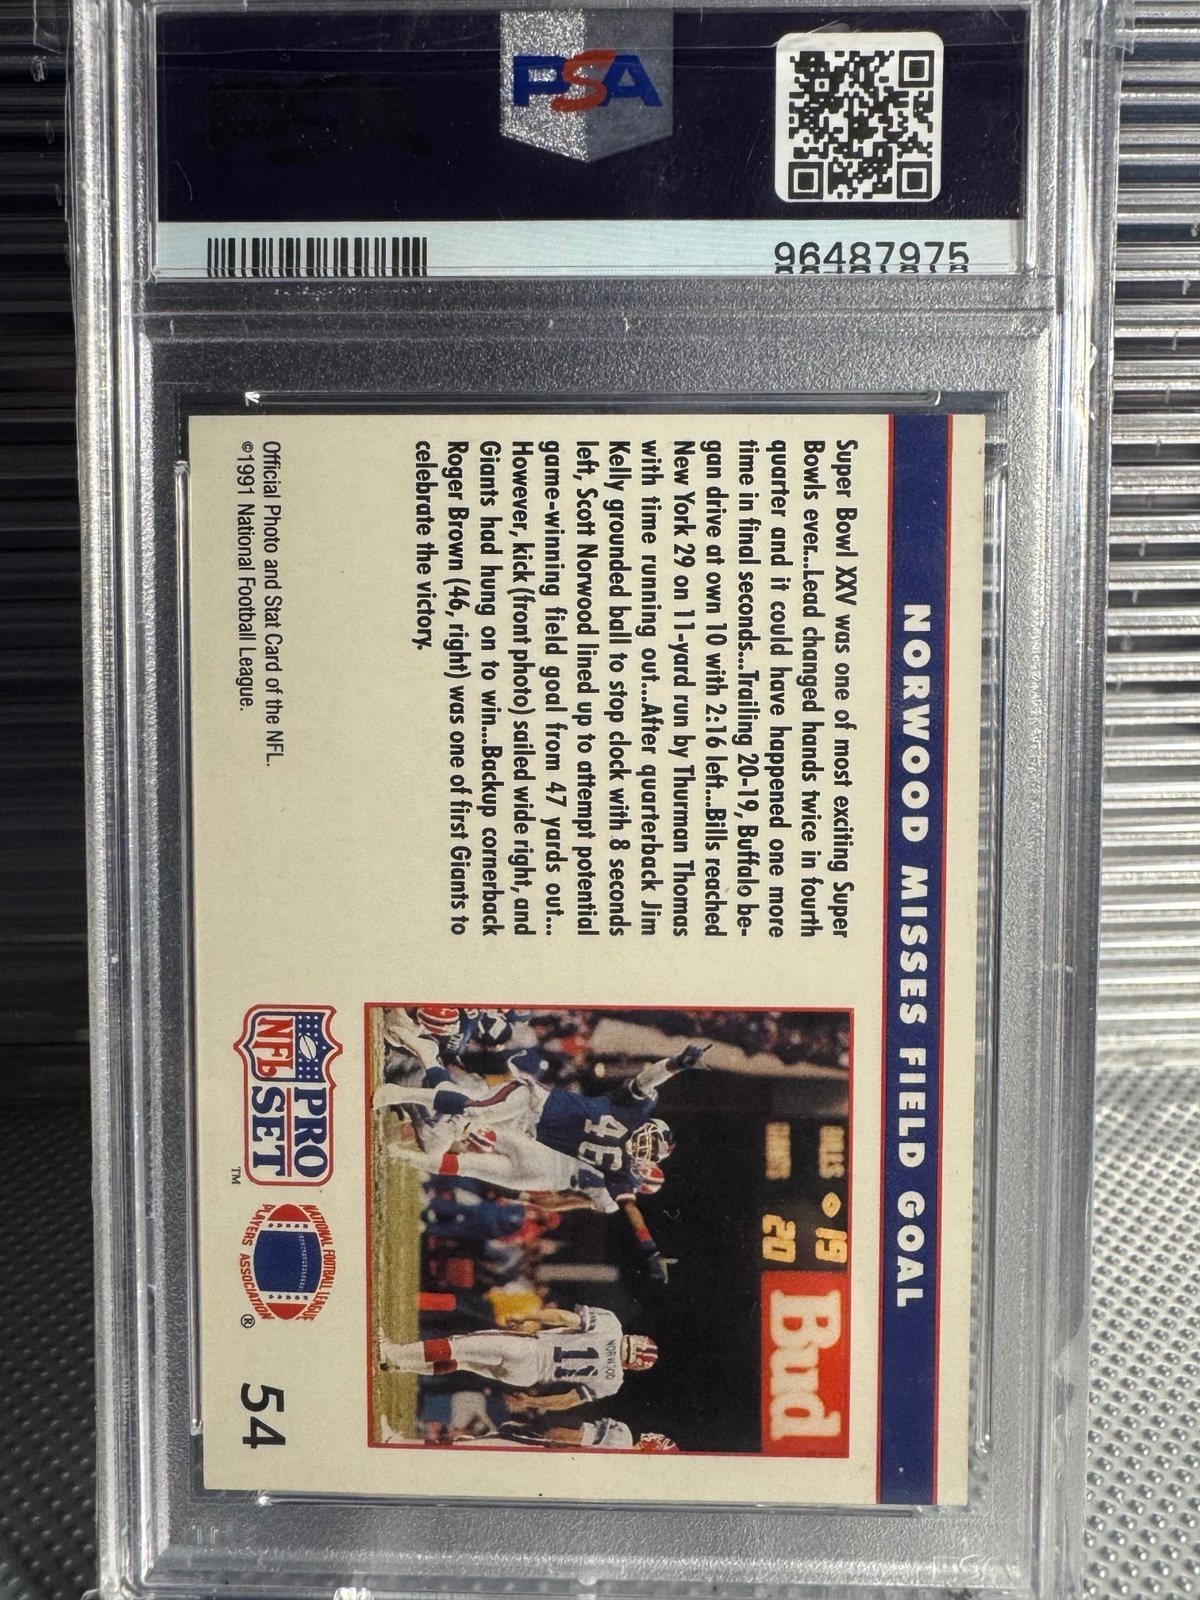 PSA
96487975
NORWOOD MISSES FIELD GOAL
Super Bowl XXV was one of most exciting Super
Bowls ever...Lead changed hands twice in fourth
quarter and it could have happened one more
time in final seconds...Trailing 20-19, Buffalo be-
gan drive at own 10 with 2:16 left...Bills reached
New York 29 on 11-yard run by Thurman Thomas
with time running out...After quarterback Jim
Kelly grounded ball to stop clock with 8 seconds
left, Scott Norwood lined up to attempt potential
game-winning field goal from 47 yards out...
However, kick (front photo) sailed wide right, and
Giants had hung on to win...Backup cornerback
Roger Brown (46, right) was one of first Giants to
celebrate the victory.
Official Photo and Stat Card of the NFL.
©1991 National Football League.
BILLS 19
GIANTS 20
Bud
46
NORWOOD
11
NFL PRO SET™
NATIONAL FOOTBALL LEAGUE
PLAYERS ASSOCIATION®
54